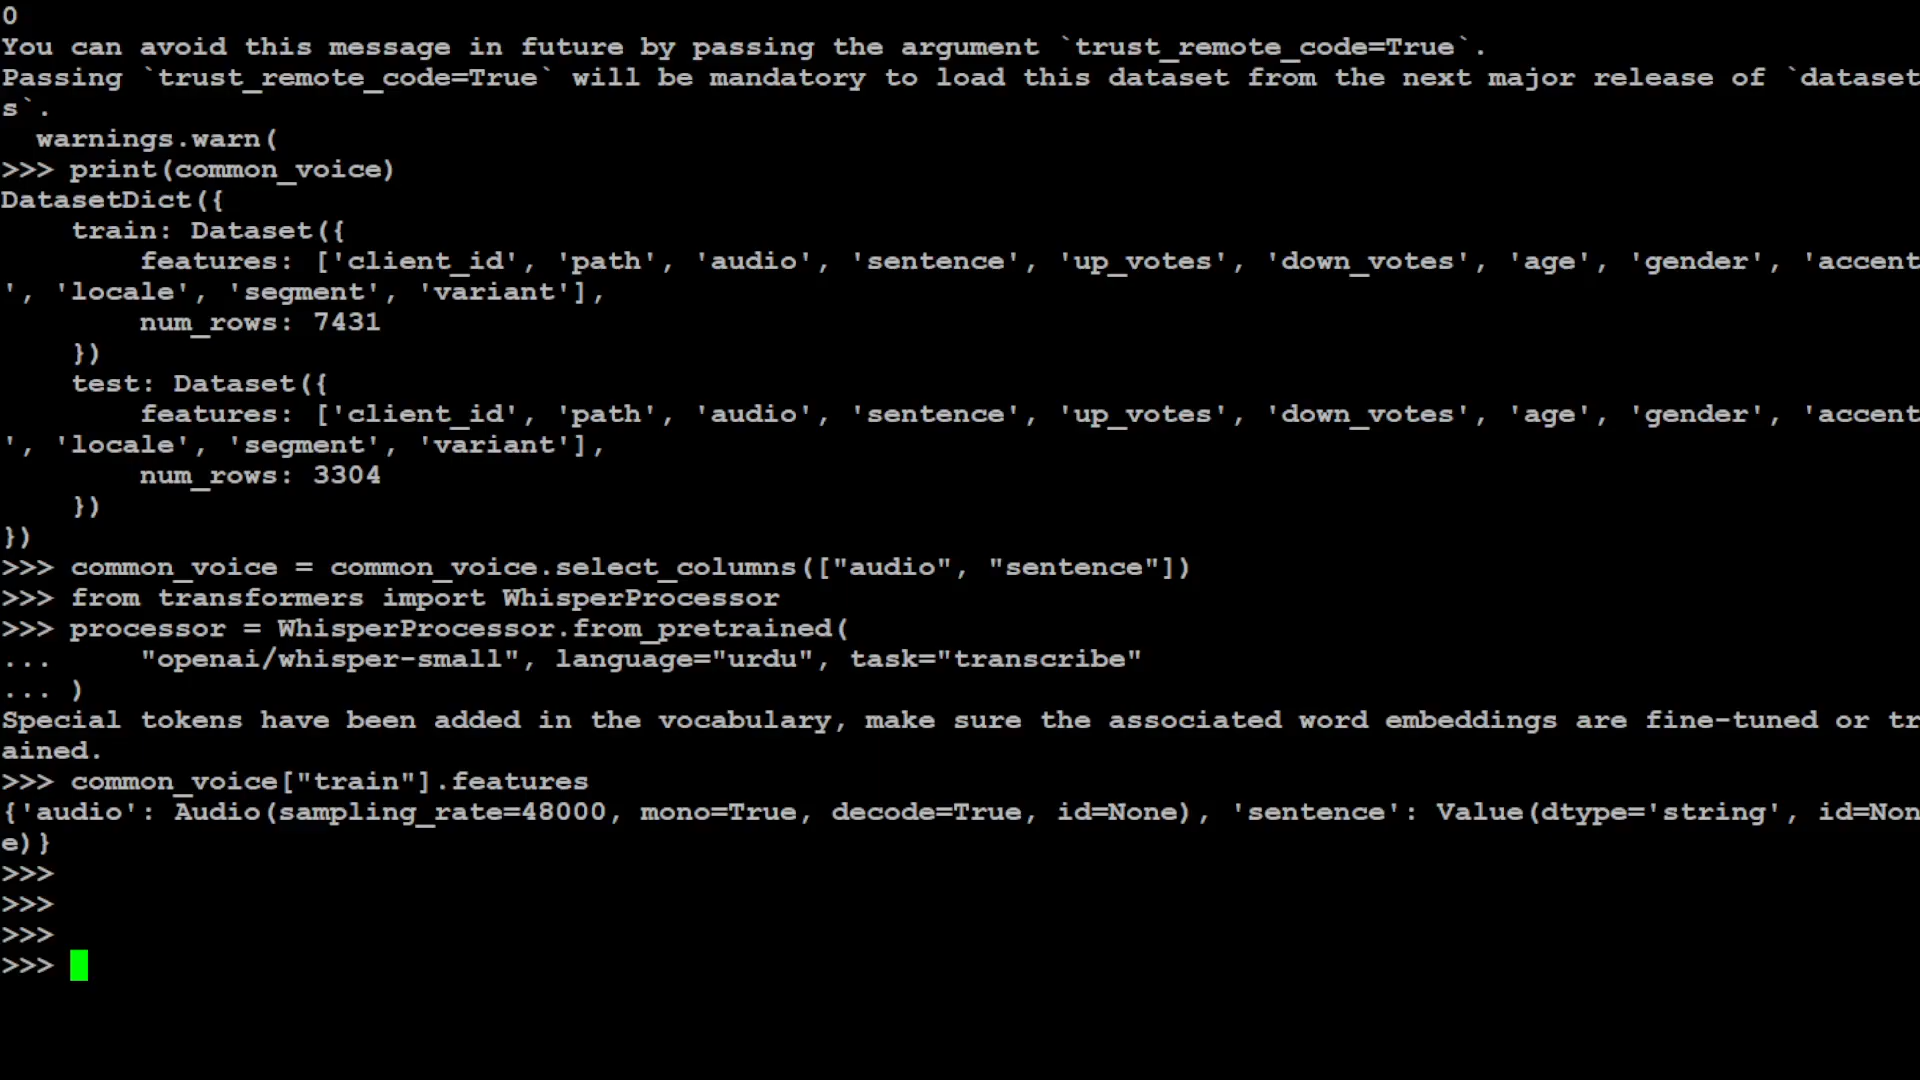 0
You can avoid this message in future by passing the argument `trust_remote_code=True`.
Passing `trust_remote_code=True` will be mandatory to load this dataset from the next major release of `dataset
s`.
  warnings.warn(
>>> print(common_voice)
DatasetDict({
    train: Dataset({
        features: ['client_id', 'path', 'audio', 'sentence', 'up_votes', 'down_votes', 'age', 'gender', 'accent
', 'locale', 'segment', 'variant'],
        num_rows: 7431
    })
    test: Dataset({
        features: ['client_id', 'path', 'audio', 'sentence', 'up_votes', 'down_votes', 'age', 'gender', 'accent
', 'locale', 'segment', 'variant'],
        num_rows: 3304
    })
})
>>> common_voice = common_voice.select_columns(["audio", "sentence"])
>>> from transformers import WhisperProcessor
>>> processor = WhisperProcessor.from_pretrained(
...     "openai/whisper-small", language="urdu", task="transcribe"
... )
Special tokens have been added in the vocabulary, make sure the associated word embeddings are fine-tuned or tr
ained.
>>> common_voice["train"].features
{'audio': Audio(sampling_rate=48000, mono=True, decode=True, id=None), 'sentence': Value(dtype='string', id=Non
e)}
>>>
>>>
>>>
>>>